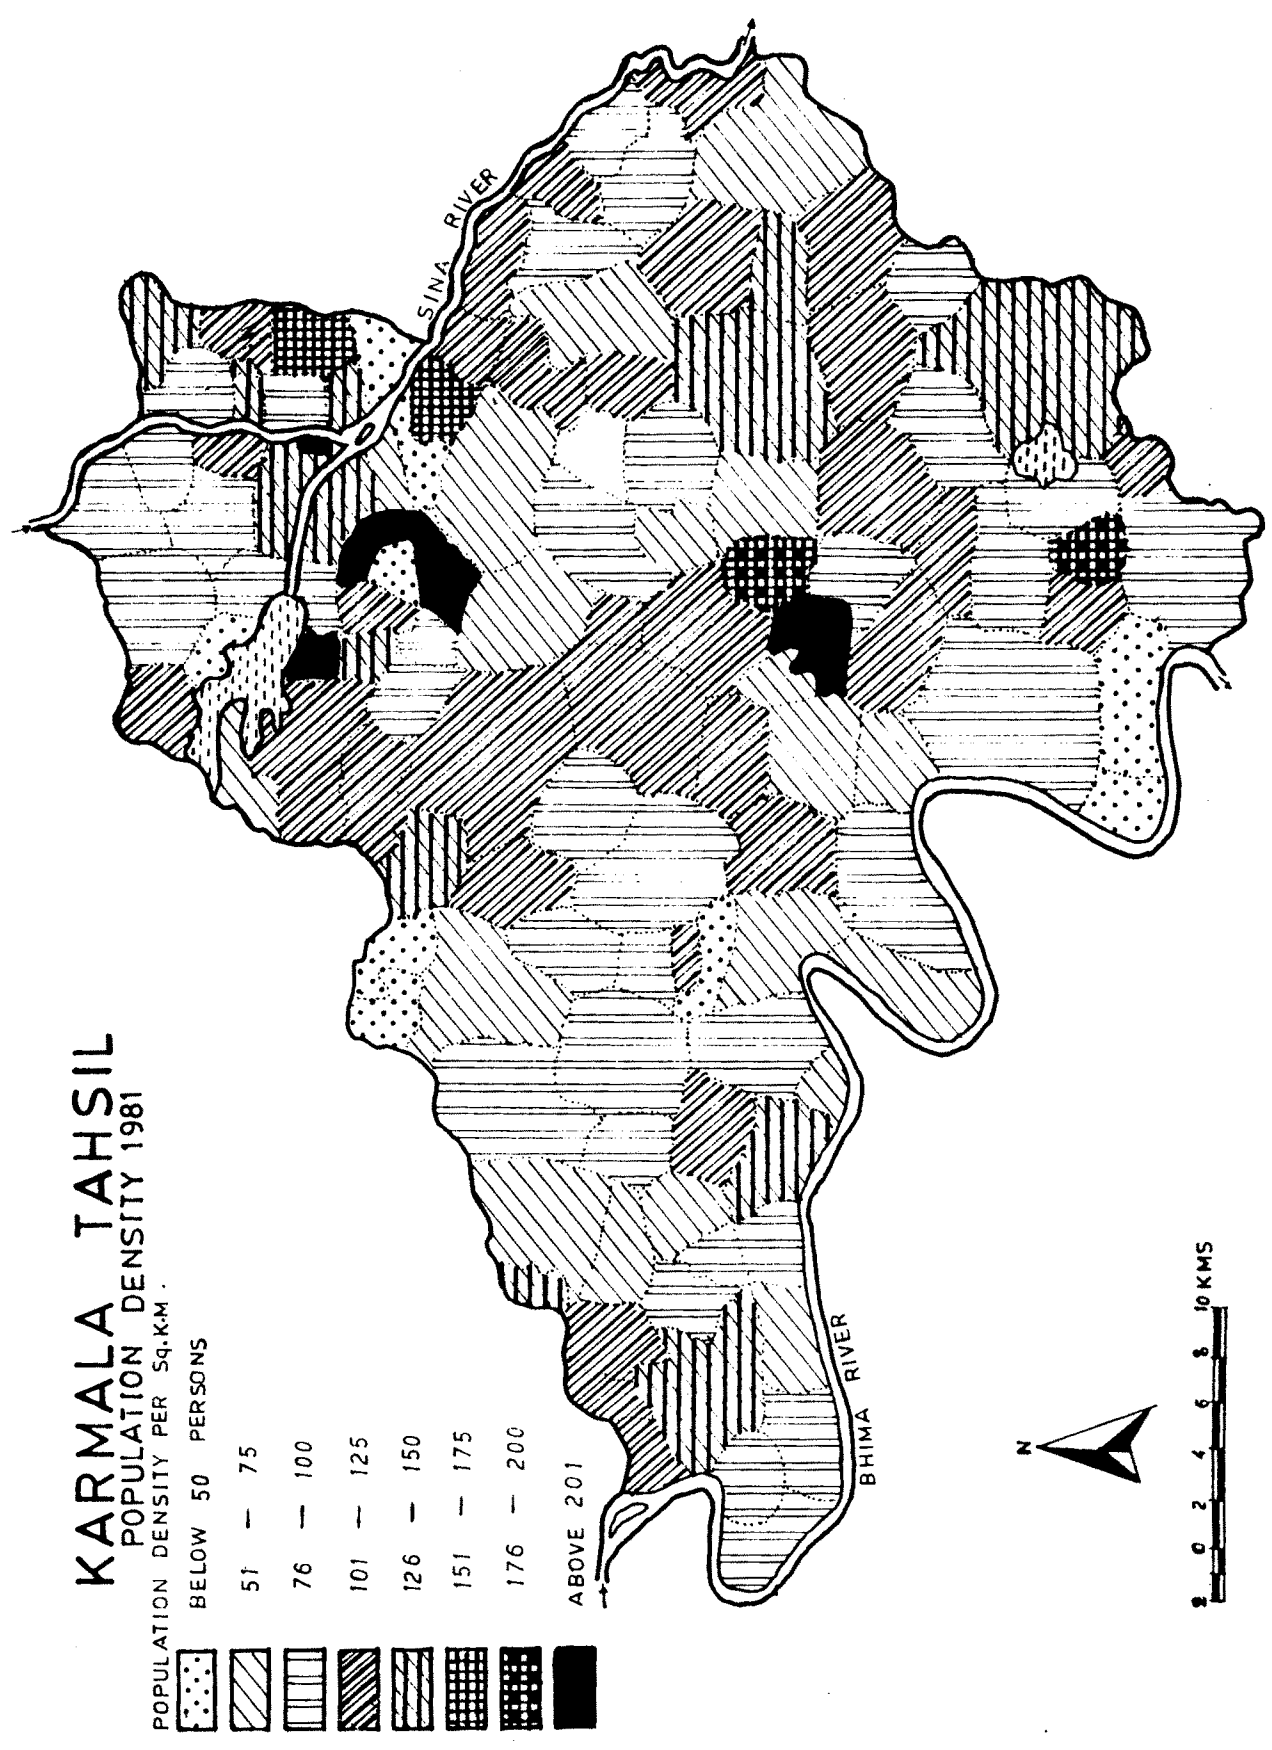 KARMALA TAHSIL
POPULATION DENSITY 1981
POPULATION DENSITY PER Sq.K.M.
BELOW 50 PERSONS
51 — 75
76 — 100
101 — 125
126 — 150
151 — 175
176 — 200
ABOVE 201
SINA RIVER
BHIMA RIVER
N
2 0 2 4 6 8 10 KMS